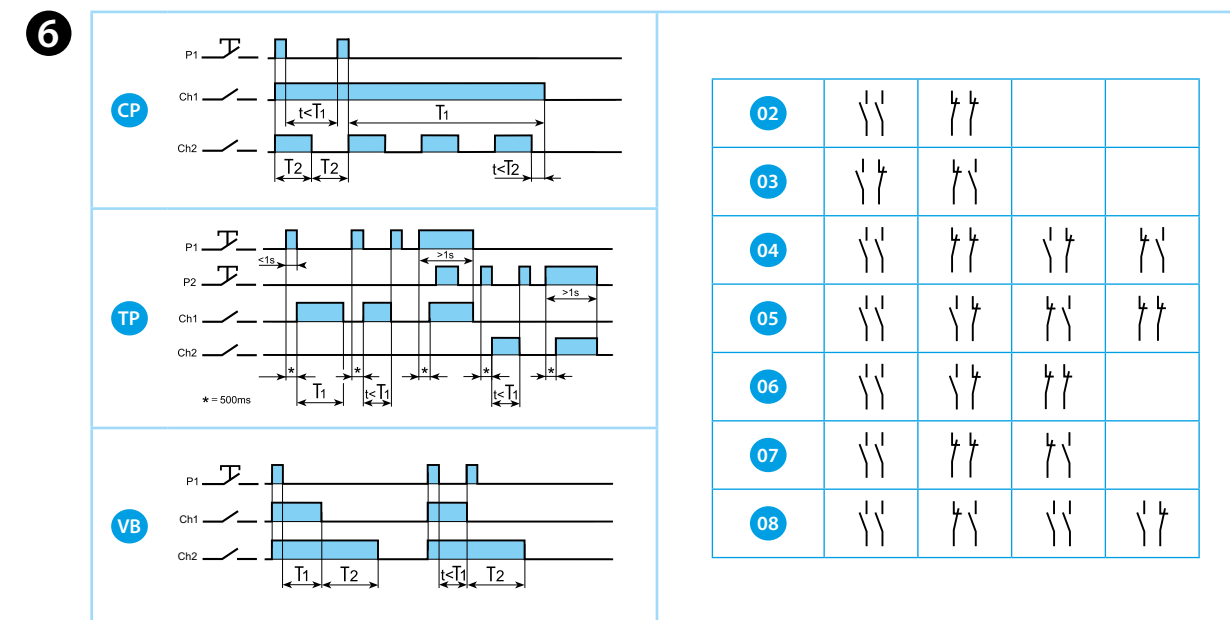 6
CP
P1
Ch1
t<T1
T1
Ch2
T2
T2
t<T2
TP
P1
<1s
>1s
P2
>1s
Ch1
Ch2
*
*
*
*
*
T1
t<T1
t<T1
* = 500ms
VB
P1
Ch1
Ch2
T1
T2
t<T1
T2
02
03
04
05
06
07
08